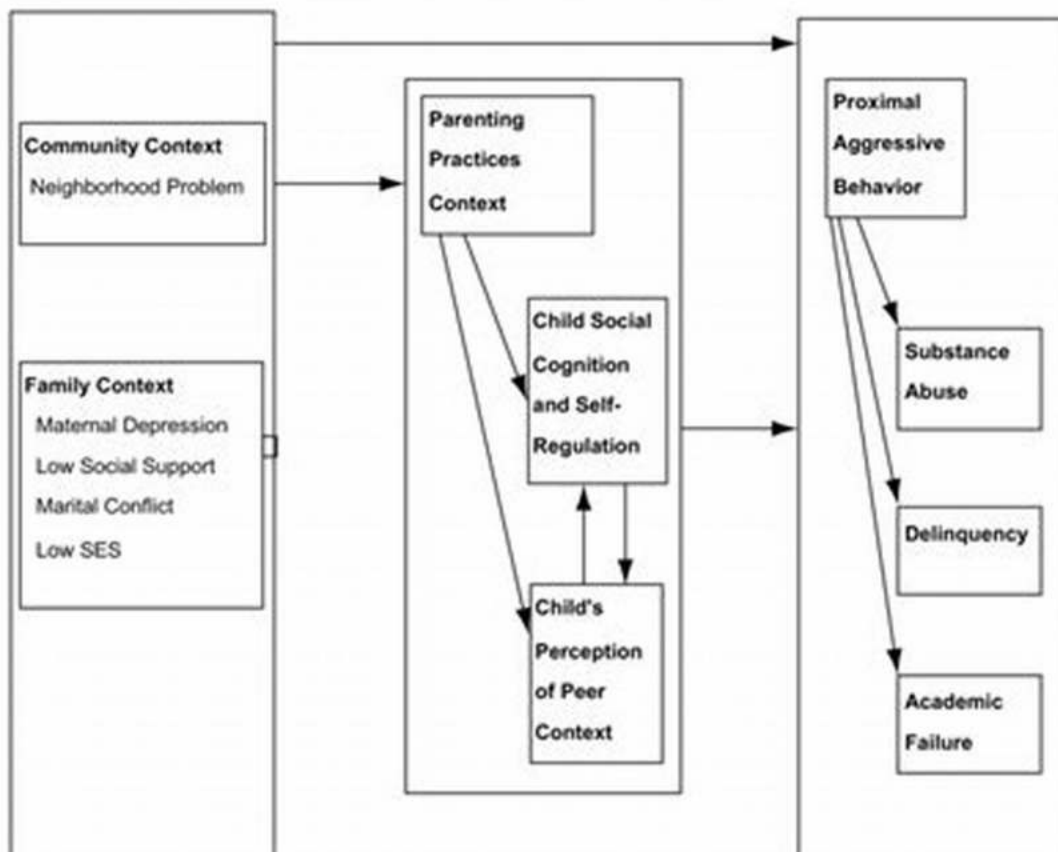 Community Context
Neighborhood Problem
Family Context
Maternal Depression
Low Social Support
Marital Conflict
Low SES
Parenting
Practices
Context
Child Social
Cognition
and Self-
Regulation
Child's
Perception
of Peer
Context
Proximal
Aggressive
Behavior
Substance
Abuse
Delinquency
Academic
Failure